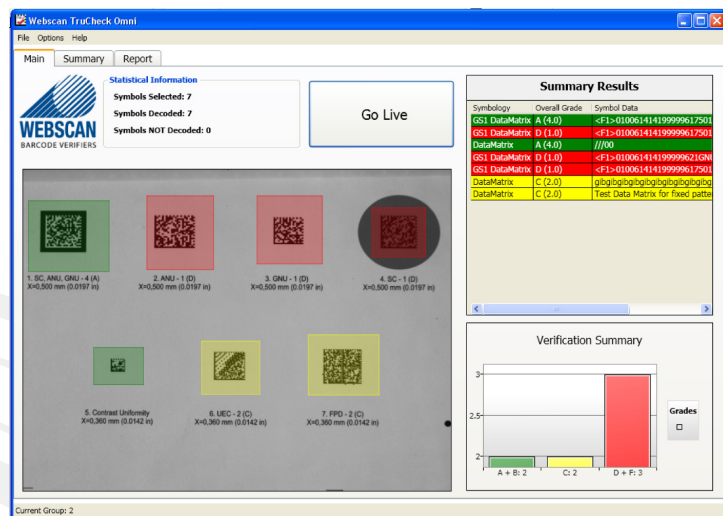 Webscan TruCheck Omni
File Options Help
Main Summary Report
WEBSCAN
BARCODE VERIFIERS
Statistical Information
Symbols Selected: 7
Symbols Decoded: 7
Symbols NOT Decoded: 0
Go Live
Summary Results
Symbology Overall Grade Symbol Data
GS1 DataMatrix A (4.0) <F1>010061414199999617501
GS1 DataMatrix D (1.0) <F1>010061414199999617501
DataMatrix A (4.0) ///00
GS1 DataMatrix D (1.0) <F1>010061414199999621GNU
GS1 DataMatrix D (1.0) <F1>010061414199999617501
DataMatrix C (2.0) gibgibgibgibgibgibgibgibgibg
DataMatrix C (2.0) Test Data Matrix for fixed patte
1. SC, ANU, GNU - 4 (A)
X=0,500 mm (0.0197 in)
2. ANU - 1 (D)
X=0,500 mm (0.0197 in)
3. GNU - 1 (D)
X=0,500 mm (0.0197 in)
4. SC - 1 (D)
X=0,500 mm (0.0197 in)
5. Contrast Uniformity
X=0,360 mm (0.0142 in)
6. UEC - 2 (C)
X=0,360 mm (0.0142 in)
7. FPD - 2 (C)
X=0,360 mm (0.0142 in)
Verification Summary
3
2.5
2
A + B: 2 C: 2 D + F: 3
Grades
Current Group: 2